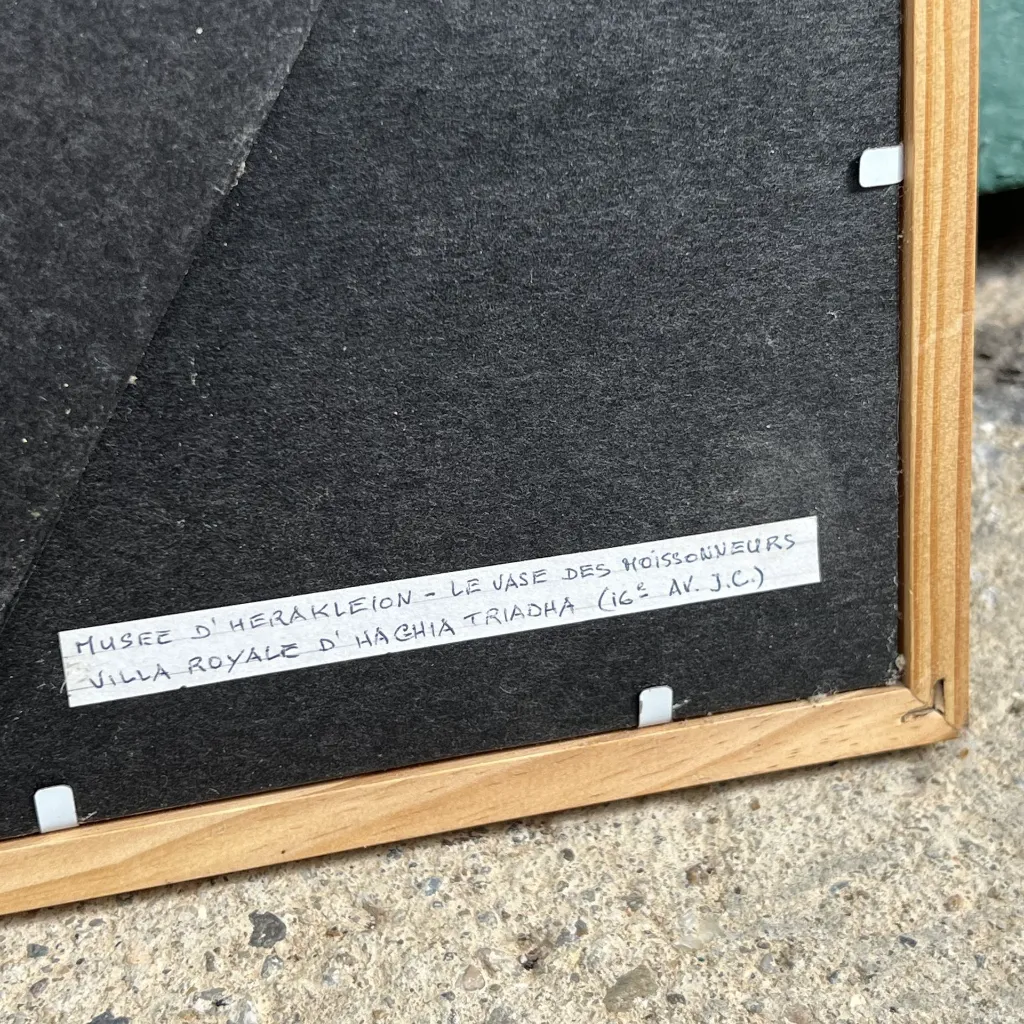 MUSEE D'HERAKLEION - LE VASE DES MOISSONNEURS
VILLA ROYALE D'HAGHIA TRIADHA (16E AV. J.C.)